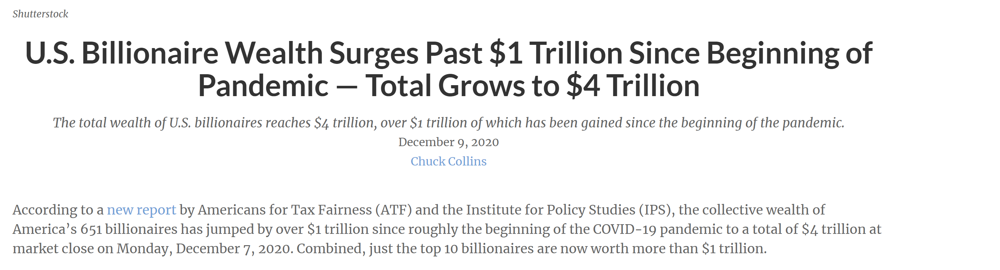 Shutterstock
U.S. Billionaire Wealth Surges Past $1 Trillion Since Beginning of
Pandemic — Total Grows to $4 Trillion
The total wealth of U.S. billionaires reaches $4 trillion, over $1 trillion of which has been gained since the beginning of the pandemic.
December 9, 2020
Chuck Collins
According to a new report by Americans for Tax Fairness (ATF) and the Institute for Policy Studies (IPS), the collective wealth of
America’s 651 billionaires has jumped by over $1 trillion since roughly the beginning of the COVID-19 pandemic to a total of $4 trillion at
market close on Monday, December 7, 2020. Combined, just the top 10 billionaires are now worth more than $1 trillion.